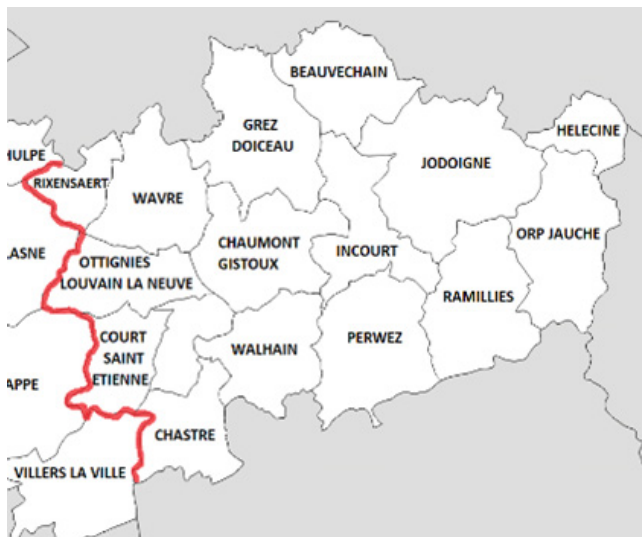 BEAUVECHAIN
GREZ
DOICEAU
HELECINE
HULPE
JODOIGNE
RIXENSAERT
WAVRE
ORP JAUCHE
LASNE
CHAUMONT
GISTOUX
INCOURT
OTTIGNIES
LOUVAIN LA NEUVE
RAMILLIES
COURT
SAINT
ETIENNE
WALHAIN
PERWEZ
APPE
CHASTRE
VILLERS LA VILLE